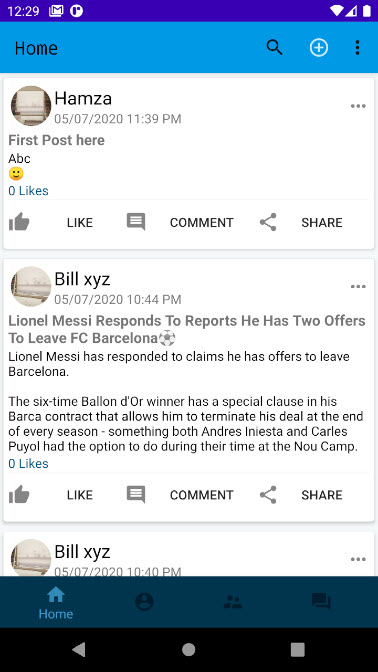 12:29
Home
Hamza
05/07/2020 11:39 PM
First Post here
Abc
🙂
0 Likes
LIKE COMMENT SHARE
Bill xyz
05/07/2020 10:44 PM
Lionel Messi Responds To Reports He Has Two Offers
To Leave FC Barcelona⚽
Lionel Messi has responded to claims he has offers to leave
Barcelona.
The six-time Ballon d'Or winner has a special clause in his
Barca contract that allows him to terminate his deal at the end
of every season - something both Andres Iniesta and Carles
Puyol had the option to do during their time at the Nou Camp.
0 Likes
LIKE COMMENT SHARE
Bill xyz
05/07/2020 10:40 PM
Home